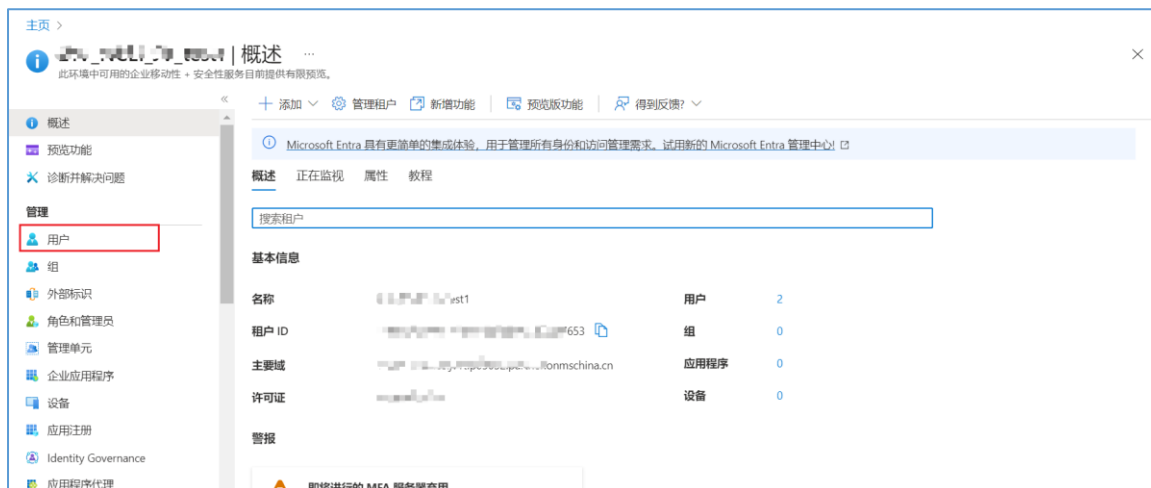 主页 >
| 概述 ...
此环境中可用的企业移动性 + 安全性服务目前提供有限预览。
添加 管理租户 新增功能 预览版功能 得到反馈?
概述
预览功能
诊断并解决问题
管理
用户
组
外部标识
角色和管理员
管理单元
企业应用程序
设备
应用注册
Identity Governance
应用程序代理
Microsoft Entra 具有更简单的集成体验，用于管理所有身份和访问管理需求。试用新的 Microsoft Entra 管理中心!
概述 正在监视 属性 教程
搜索租户
基本信息
名称 est1 用户 2
租户 ID 653 组 0
主要域 onmschina.cn 应用程序 0
许可证 设备 0
警报